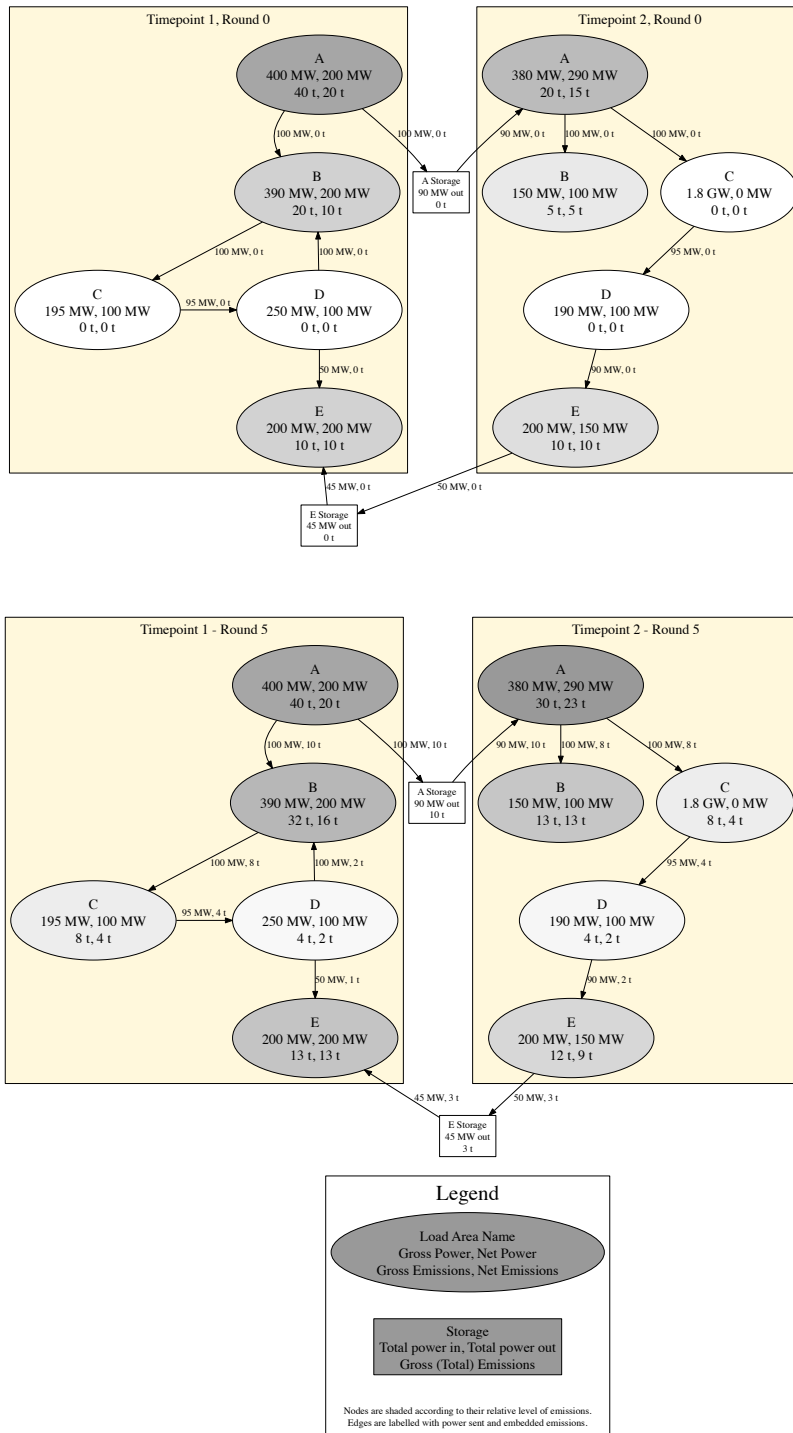 Timepoint 1, Round 0
A
400 MW, 200 MW
40 t, 20 t
100 MW, 0 t
100 MW, 0 t
B
390 MW, 200 MW
20 t, 10 t
100 MW, 0 t
100 MW, 0 t
C
195 MW, 100 MW
0 t, 0 t
95 MW, 0 t
D
250 MW, 100 MW
0 t, 0 t
50 MW, 0 t
E
200 MW, 200 MW
10 t, 10 t
A Storage
90 MW out
0 t
90 MW, 0 t
Timepoint 2, Round 0
A
380 MW, 290 MW
20 t, 15 t
100 MW, 0 t
100 MW, 0 t
B
150 MW, 100 MW
5 t, 5 t
C
1.8 GW, 0 MW
0 t, 0 t
95 MW, 0 t
D
190 MW, 100 MW
0 t, 0 t
90 MW, 0 t
E
200 MW, 150 MW
10 t, 10 t
45 MW, 0 t
50 MW, 0 t
E Storage
45 MW out
0 t
Timepoint 1 - Round 5
A
400 MW, 200 MW
40 t, 20 t
100 MW, 10 t
100 MW, 10 t
B
390 MW, 200 MW
32 t, 16 t
100 MW, 8 t
100 MW, 2 t
C
195 MW, 100 MW
8 t, 4 t
95 MW, 4 t
D
250 MW, 100 MW
4 t, 2 t
50 MW, 1 t
E
200 MW, 200 MW
13 t, 13 t
A Storage
90 MW out
10 t
90 MW, 10 t
Timepoint 2 - Round 5
A
380 MW, 290 MW
30 t, 23 t
100 MW, 8 t
100 MW, 8 t
B
150 MW, 100 MW
13 t, 13 t
C
1.8 GW, 0 MW
8 t, 4 t
95 MW, 4 t
D
190 MW, 100 MW
4 t, 2 t
90 MW, 2 t
E
200 MW, 150 MW
12 t, 9 t
45 MW, 3 t
50 MW, 3 t
E Storage
45 MW out
3 t
Legend
Load Area Name
Gross Power, Net Power
Gross Emissions, Net Emissions
Storage
Total power in, Total power out
Gross (Total) Emissions
Nodes are shaded according to their relative level of emissions.
Edges are labelled with power sent and embedded emissions.